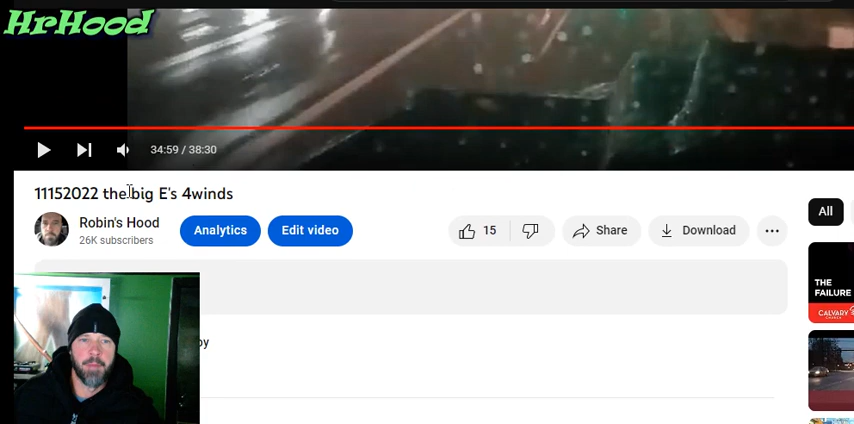 HrHood
34:59 / 38:30
11152022 the big E's 4winds
Robin's Hood
26K subscribers
Analytics
Edit video
15
Share
Download
All
by
THE
FAILURE
CALVARY